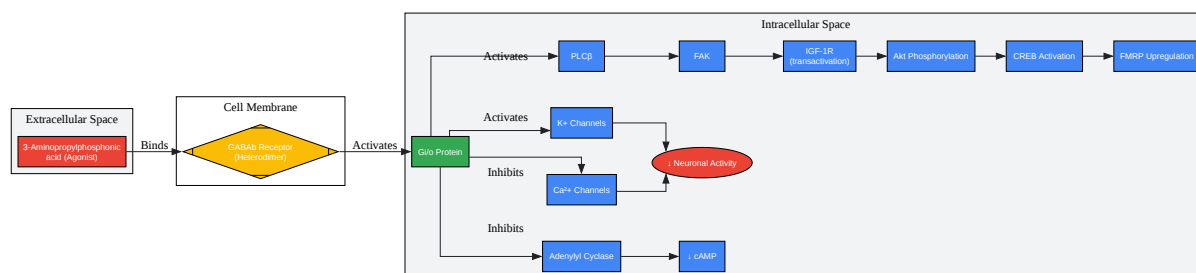 Intracellular Space
Activates
PLCβ
FAK
IGF-1R
(transactivation)
Akt Phosphorylation
CREB Activation
FMRP Upregulation
Cell Membrane
Extracellular Space
3-Aminopropylphosphonic
acid (Agonist)
Binds
GABAb Receptor
(Heterodimer)
Activates
Gi/o Protein
Activates
K+ Channels
↓ Neuronal Activity
Inhibits
Ca²+ Channels
Inhibits
Adenylyl Cyclase
↓ cAMP